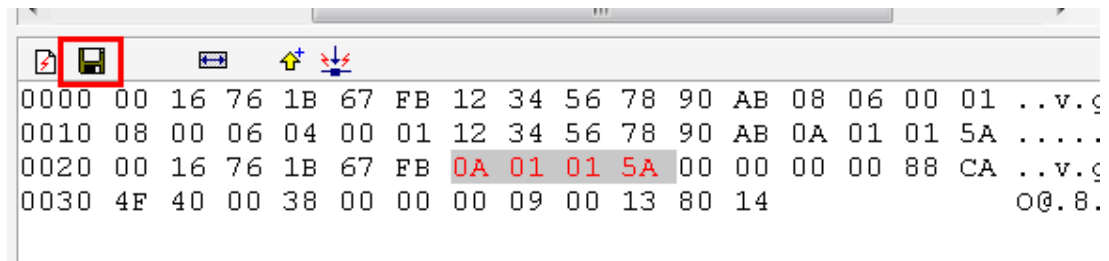 0000 00 16 76 1B 67 FB 12 34 56 78 90 AB 08 06 00 01 ..v.g
0010 08 00 06 04 00 01 12 34 56 78 90 AB 0A 01 01 5A .....
0020 00 16 76 1B 67 FB 0A 01 01 5A 00 00 00 00 88 CA ..v.g
0030 4F 40 00 38 00 00 00 09 00 13 80 14 O@.8.